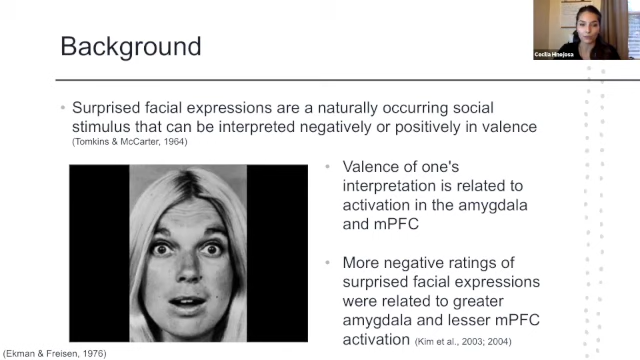 Background
Cecilia Hinojosa
• Surprised facial expressions are a naturally occurring social
stimulus that can be interpreted negatively or positively in valence
(Tomkins & McCarter, 1964)
• Valence of one's
interpretation is related to
activation in the amygdala
and mPFC
• More negative ratings of
surprised facial expressions
were related to greater
amygdala and lesser mPFC
activation (Kim et al., 2003; 2004)
(Ekman & Freisen, 1976)